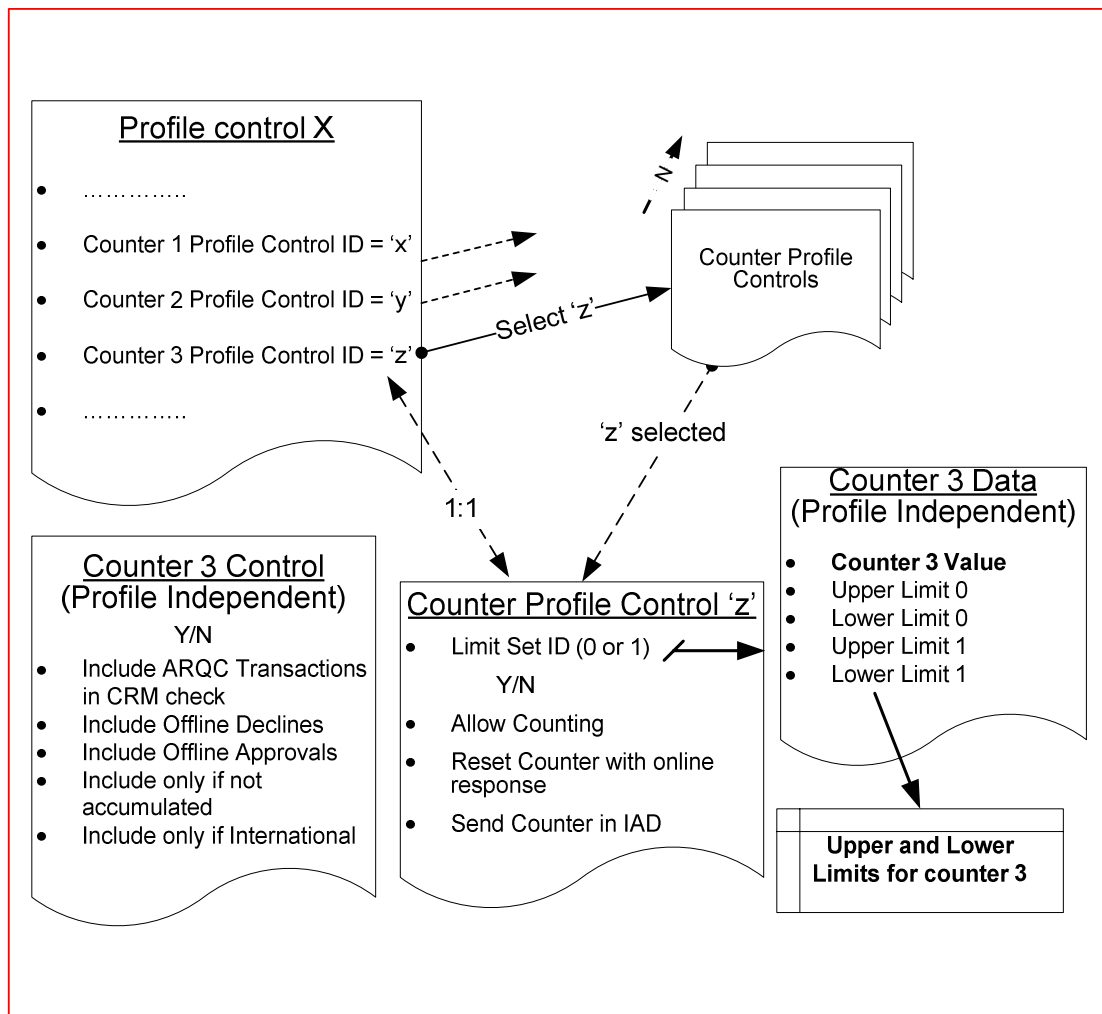 Profile control X
• …………..
• Counter 1 Profile Control ID = ‘x’
• Counter 2 Profile Control ID = ‘y’
• Counter 3 Profile Control ID = ‘z’
• …………..
Select ‘z’
N
Counter Profile
Controls
‘z’ selected
1:1
Counter 3 Control
(Profile Independent)
Y/N
• Include ARQC Transactions
in CRM check
• Include Offline Declines
• Include Offline Approvals
• Include only if not
accumulated
• Include only if International
Counter Profile Control ‘z’
• Limit Set ID (0 or 1)
Y/N
• Allow Counting
• Reset Counter with online
response
• Send Counter in IAD
Counter 3 Data
(Profile Independent)
• Counter 3 Value
• Upper Limit 0
• Lower Limit 0
• Upper Limit 1
• Lower Limit 1
Upper and Lower
Limits for counter 3